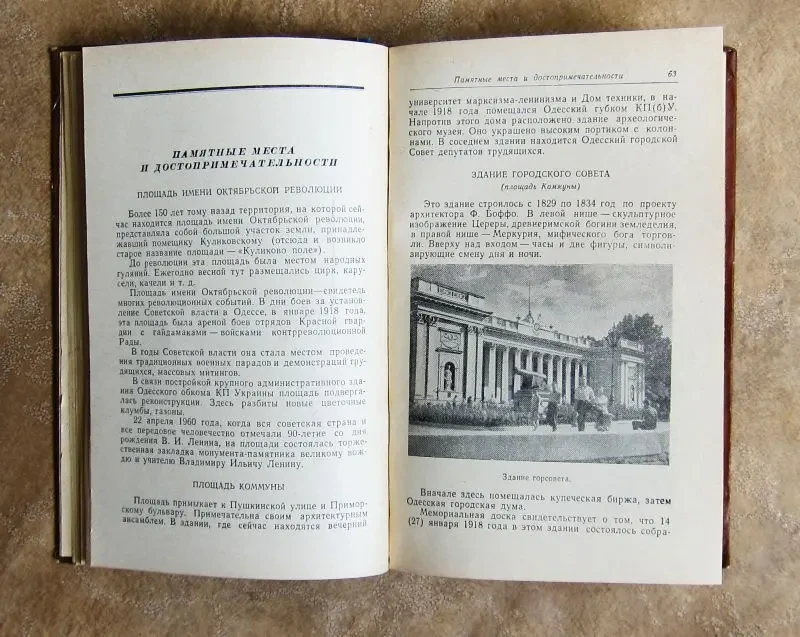 ПАМЯТНЫЕ МЕСТА
И ДОСТОПРИМЕЧАТЕЛЬНОСТИ
ПЛОЩАДЬ ИМЕНИ ОКТЯБРЬСКОЙ РЕВОЛЮЦИИ
Более 150 лет тому назад территория, на которой сей-
час находится площадь имени Октябрьской революции,
представляла собой большой участок земли, принадле-
жавший помещику Куликовскому (отсюда и возникло
старое название площади — «Куликово поле»).
До революции эта площадь была местом народных
гуляний. Ежегодно весной тут размещались цирк, кару-
сели, качели и т. д.
Площадь имени Октябрьской революции—свидетель
многих революционных событий. В дни боев за установ-
ление Советской власти в Одессе, в январе 1918 года,
эта площадь была ареной боев отрядов Красной гвар-
дии с гайдамаками — войсками контрреволюционной
Рады.
В годы Советской власти она стала местом проведе-
ния традиционных военных парадов и демонстраций тру-
дящихся, массовых митингов.
В связи с постройкой крупного административного зда-
ния Одесского обкома КП Украины площадь подверга-
лась реконструкции. Здесь разбиты новые цветочные
клумбы, газоны.
22 апреля 1960 года, когда вся советская страна и
все передовое человечество отмечали 90-летие со дня
рождения В. И. Ленина, на площади состоялась торже-
ственная закладка монумента-памятника великому вож-
дю и учителю Владимиру Ильичу Ленину.
ПЛОЩАДЬ КОММУНЫ
Площадь примыкает к Пушкинской улице и Примор-
скому бульвару. Примечательна своим архитектурным
ансамблем. В здании, где сейчас находятся вечерний
Памятные места и достопримечательности 63
университет марксизма-ленинизма и Дом техники, в на-
чале 1918 года помещался Одесский губком КП(б)У.
Напротив этого дома расположено здание археологиче-
ского музея. Оно украшено высоким портиком с колон-
нами. В соседнем здании находится Одесский городской
Совет депутатов трудящихся.
ЗДАНИЕ ГОРОДСКОГО СОВЕТА
(площадь Коммуны)
Это здание строилось с 1829 по 1834 год по проекту
архитектора Ф. Боффо. В левой нише — скульптурное
изображение Цереры, древнеримской богини земледелия,
в правой нише — Меркурия, мифического бога торгов-
ли. Вверху над входом — часы и две фигуры, символи-
зирующие смену дня и ночи.
Здание горсовета.
Вначале здесь помещалась купеческая биржа, затем
Одесская городская дума.
Мемориальная доска свидетельствует о том, что 14
(27) января 1918 года в этом здании состоялось собра-